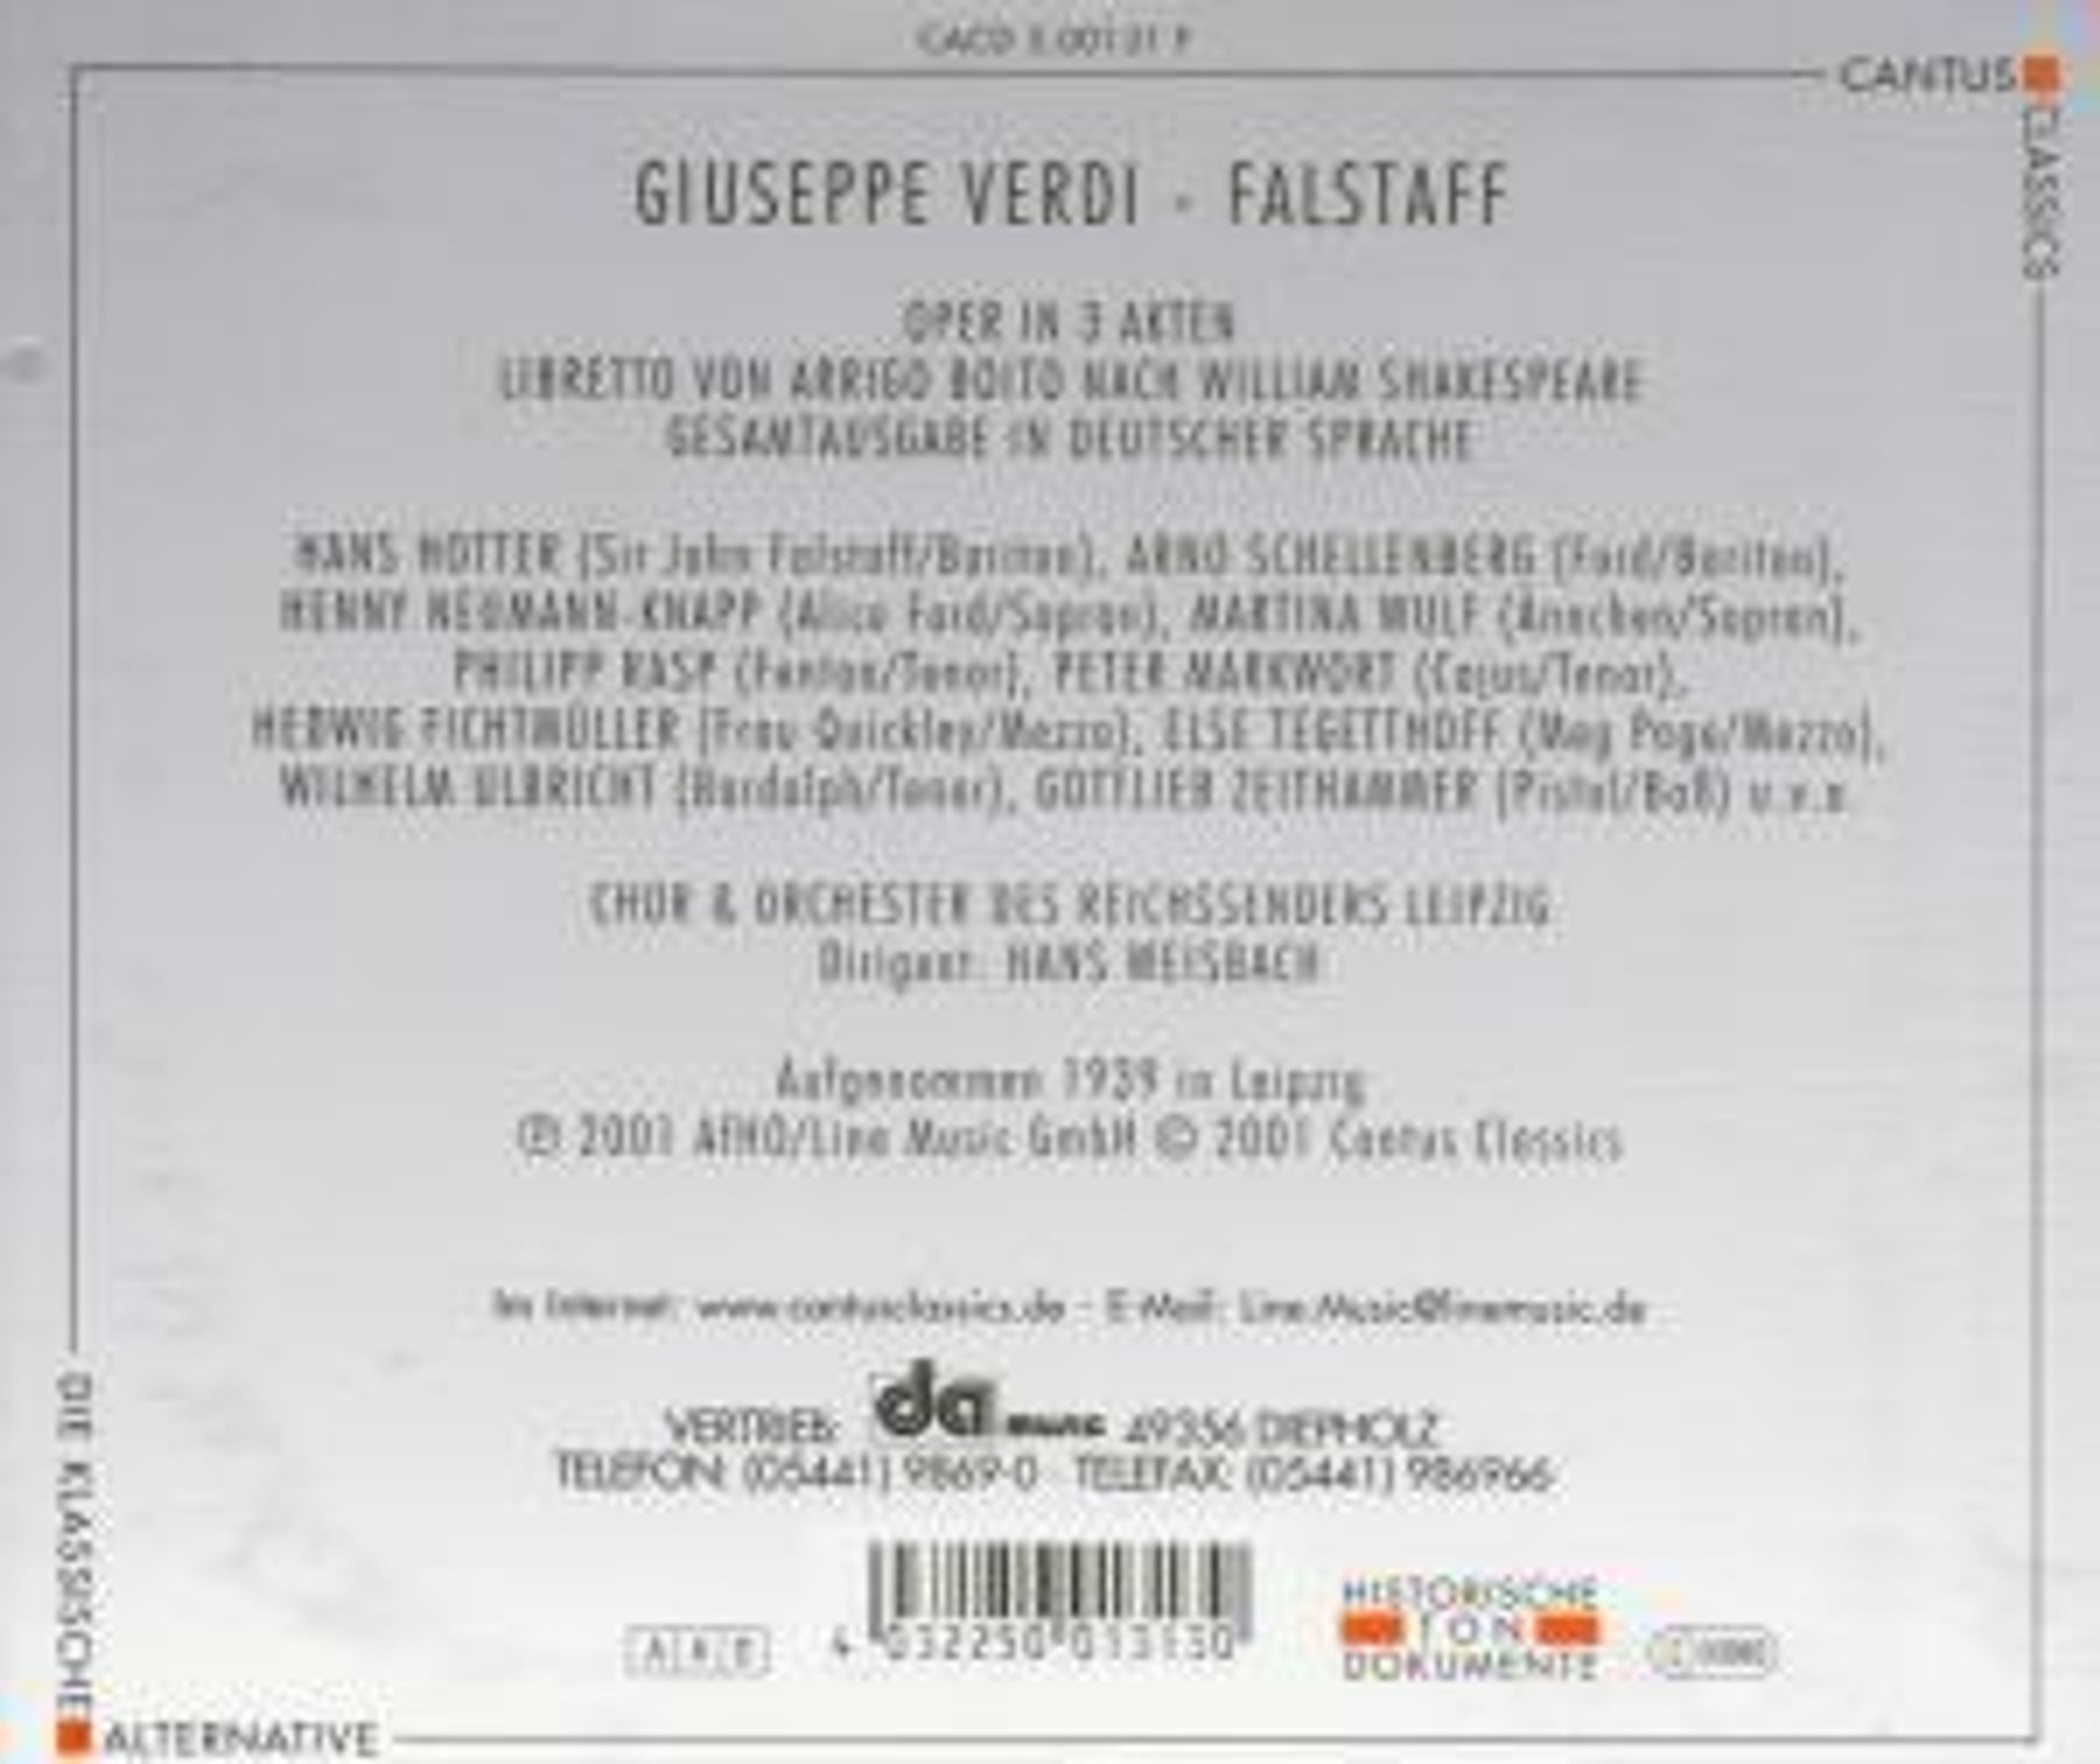 CACD 5.00131 F
CANTUS
CLASSICS
GIUSEPPE VERDI · FALSTAFF
OPER IN 3 AKTEN
LIBRETTO VON ARRIGO BOITO NACH WILLIAM SHAKESPEARE
GESAMTAUSGABE IN DEUTSCHER SPRACHE
HANS HOTTER (Sir John Falstaff/Bariton), ARNO SCHELLENBERG (Ford/Bariton),
HENNY NEUMANN-KNAPP (Alice Ford/Sopran), MARTINA WULF (Ännchen/Sopran),
PHILIPP RASP (Fenton/Tenor), PETER MARKWORT (Cajus/Tenor),
HEDWIG FICHTMÜLLER (Frau Quickley/Mezzo), ELSE TEGETTHOFF (Meg Page/Mezzo),
WILHELM ULBRICHT (Bardolph/Tenor), GOTTLIEB ZEITHAMMER (Pistol/Baß) u.v.a.
CHOR & ORCHESTER DES REICHSSENDERS LEIPZIG
Dirigent: HANS WEISBACH
Aufgenommen 1939 in Leipzig
℗ 2001 AfHO/Line Music GmbH © 2001 Cantus Classics
Im Internet: www.cantusclassics.de - E-Mail: Line.Music@linemusic.de
VERTRIEB: da music 49356 DIEPHOLZ
TELEFON: (05441) 9869-0 TELEFAX: (05441) 986966
4 032250 013130
HISTORISCHE
TON
DOKUMENTE
DIE KLASSISCHE
ALTERNATIVE